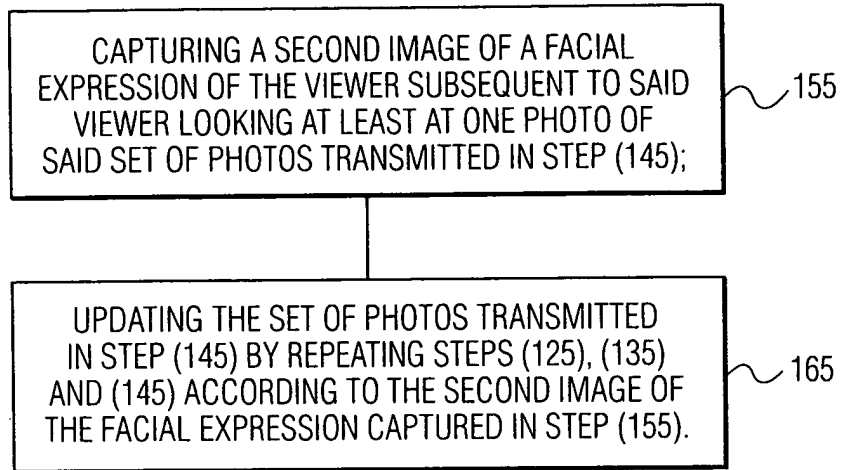 CAPTURING A SECOND IMAGE OF A FACIAL
EXPRESSION OF THE VIEWER SUBSEQUENT TO SAID
VIEWER LOOKING AT LEAST AT ONE PHOTO OF
SAID SET OF PHOTOS TRANSMITTED IN STEP (145);
155
UPDATING THE SET OF PHOTOS TRANSMITTED
IN STEP (145) BY REPEATING STEPS (125), (135)
AND (145) ACCORDING TO THE SECOND IMAGE OF
THE FACIAL EXPRESSION CAPTURED IN STEP (155).
165